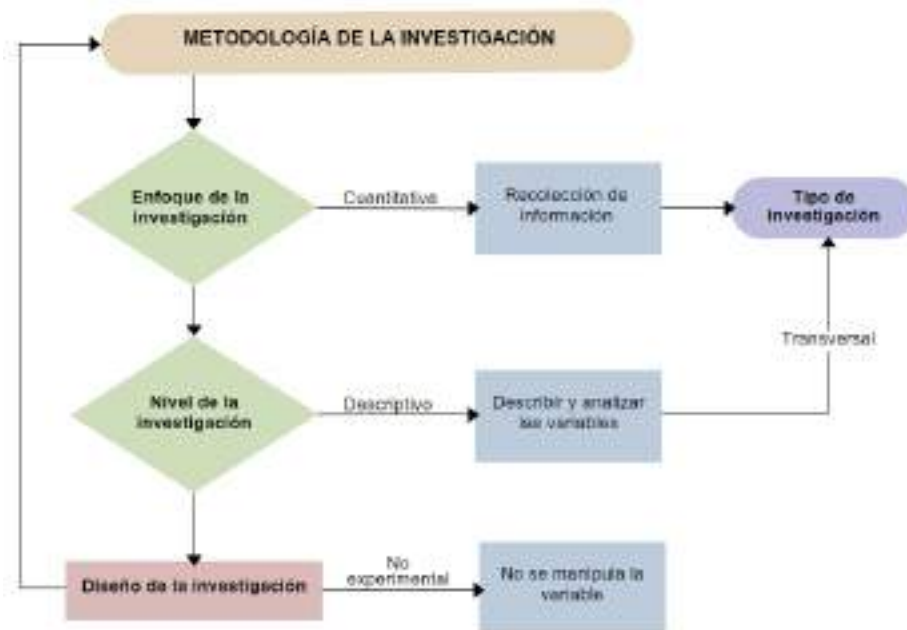 METODOLOGÍA DE LA INVESTIGACIÓN
Enfoque de la
investigación
Cuantitativa
Recolección de
información
Tipo de
investigación
Transversal
Nivel de la
investigación
Descriptivo
Describir y analizar
las variables
Diseño de la investigación
No
experimental
No se manipula la
variable